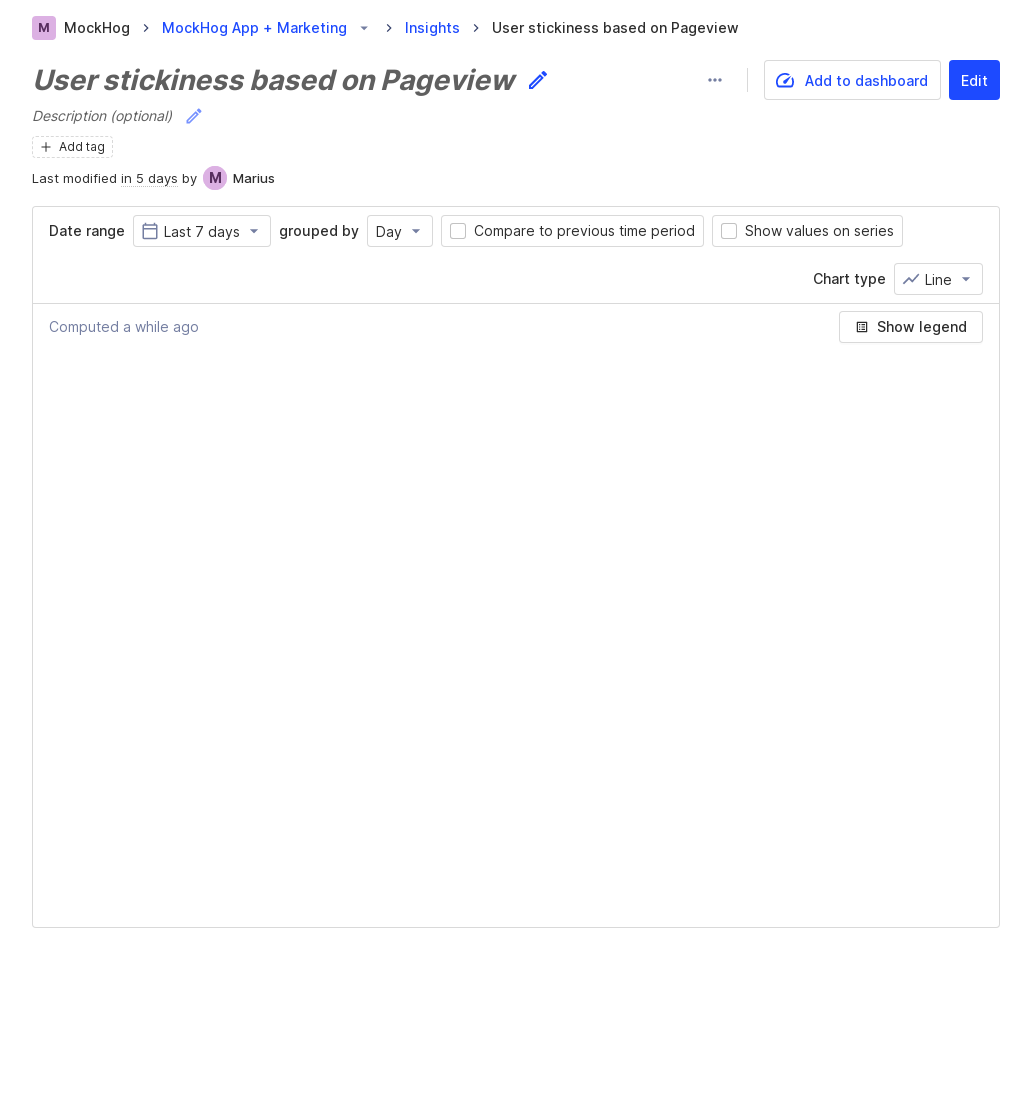 M MockHog > MockHog App + Marketing > Insights > User stickiness based on Pageview
User stickiness based on Pageview
Add to dashboard
Edit
Description (optional)
Add tag
Last modified in 5 days by M Marius
Date range Last 7 days grouped by Day Compare to previous time period Show values on series
Chart type Line
Computed a while ago
Show legend